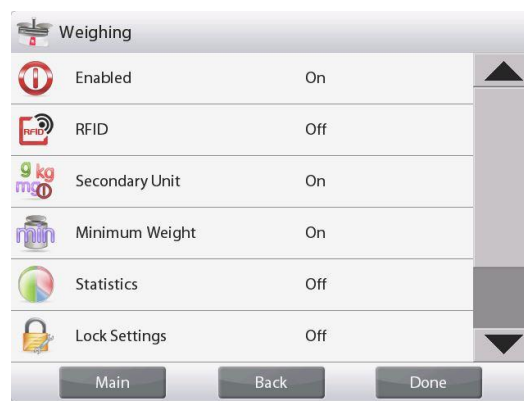 Weighing
Enabled On
RFID RFID Off
g kg
mg Secondary Unit On
min Minimum Weight On
Statistics Off
Lock Settings Off
Main Back Done